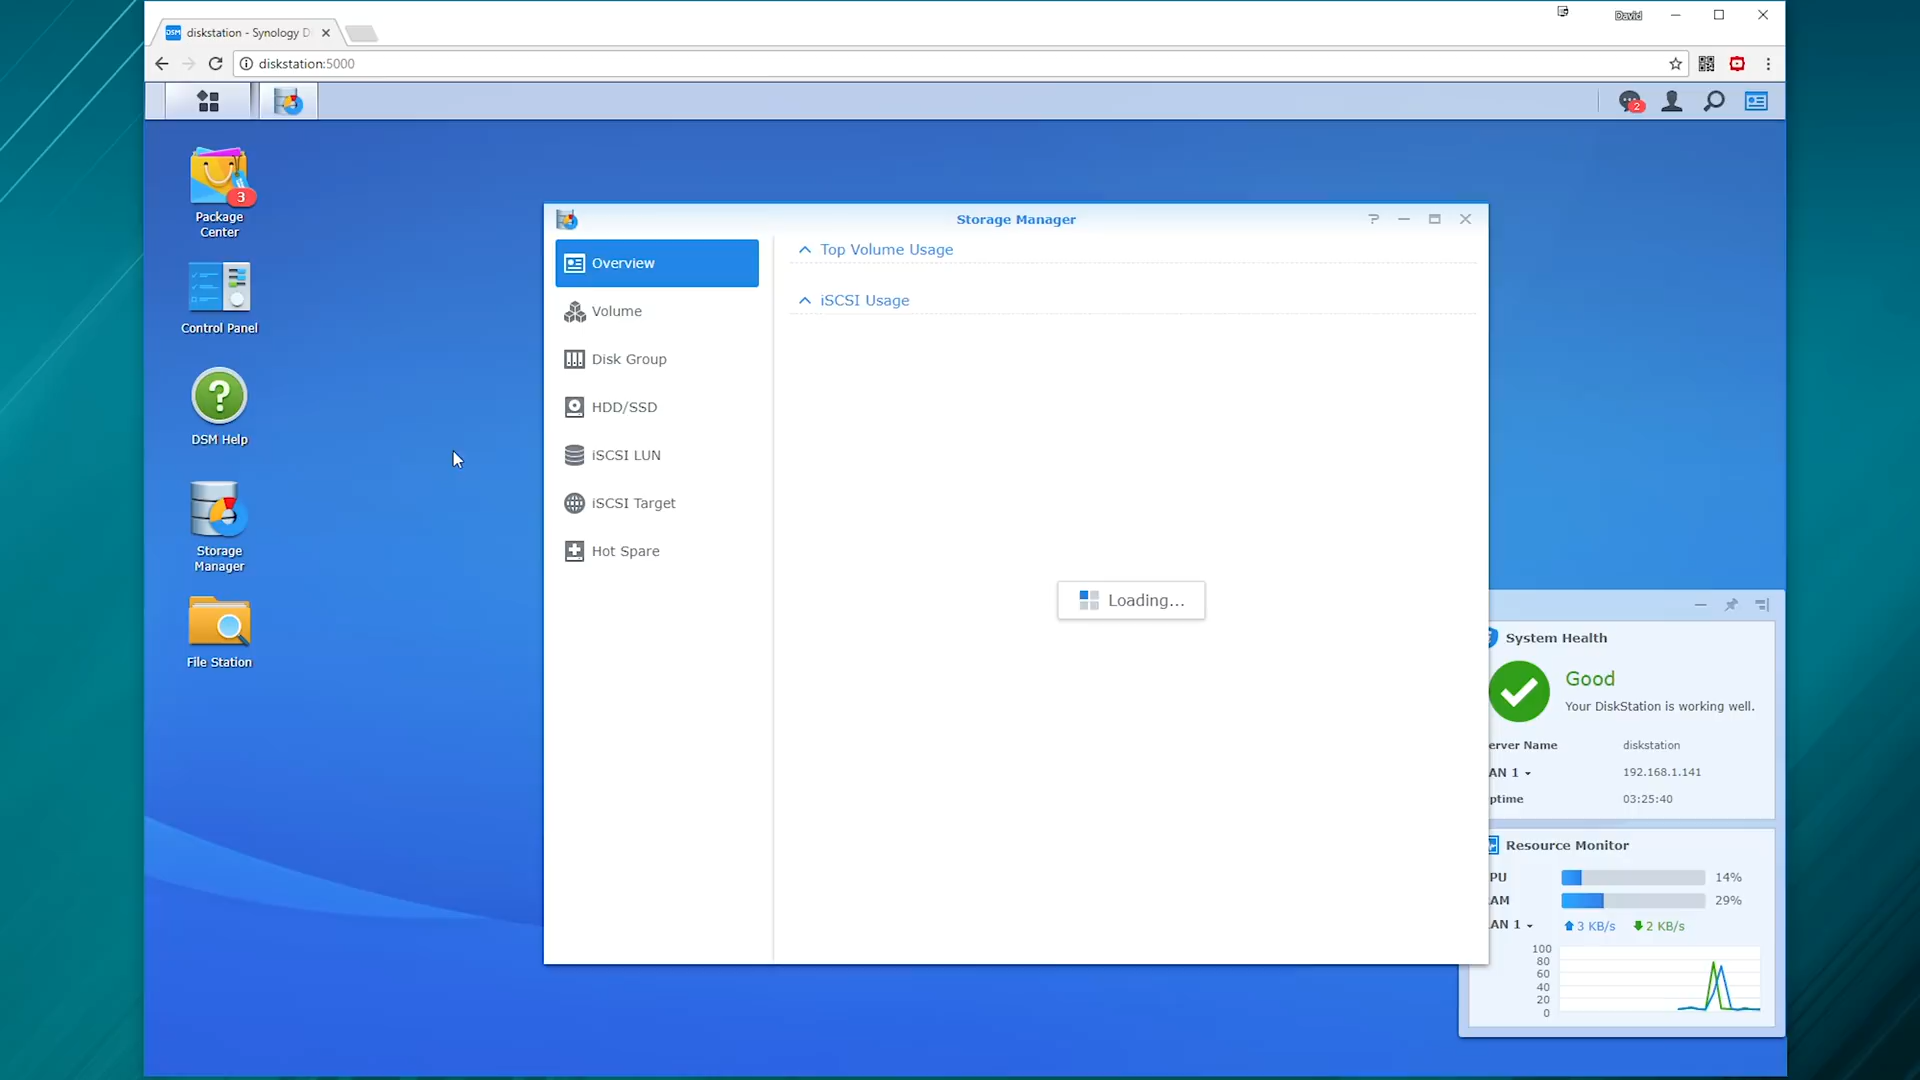 diskstation - Synology D
David
diskstation:5000
2
3
Package
Center
Control Panel
DSM Help
Storage
Manager
File Station
Storage Manager
Overview
Volume
Disk Group
HDD/SSD
iSCSI LUN
iSCSI Target
Hot Spare
Top Volume Usage
iSCSI Usage
Loading...
System Health
Good
Your DiskStation is working well.
erver Name diskstation
AN 1 192.168.1.141
ptime 03:25:40
Resource Monitor
PU 14%
AM 29%
AN 1 3 KB/s 2 KB/s
100
80
60
40
20
0